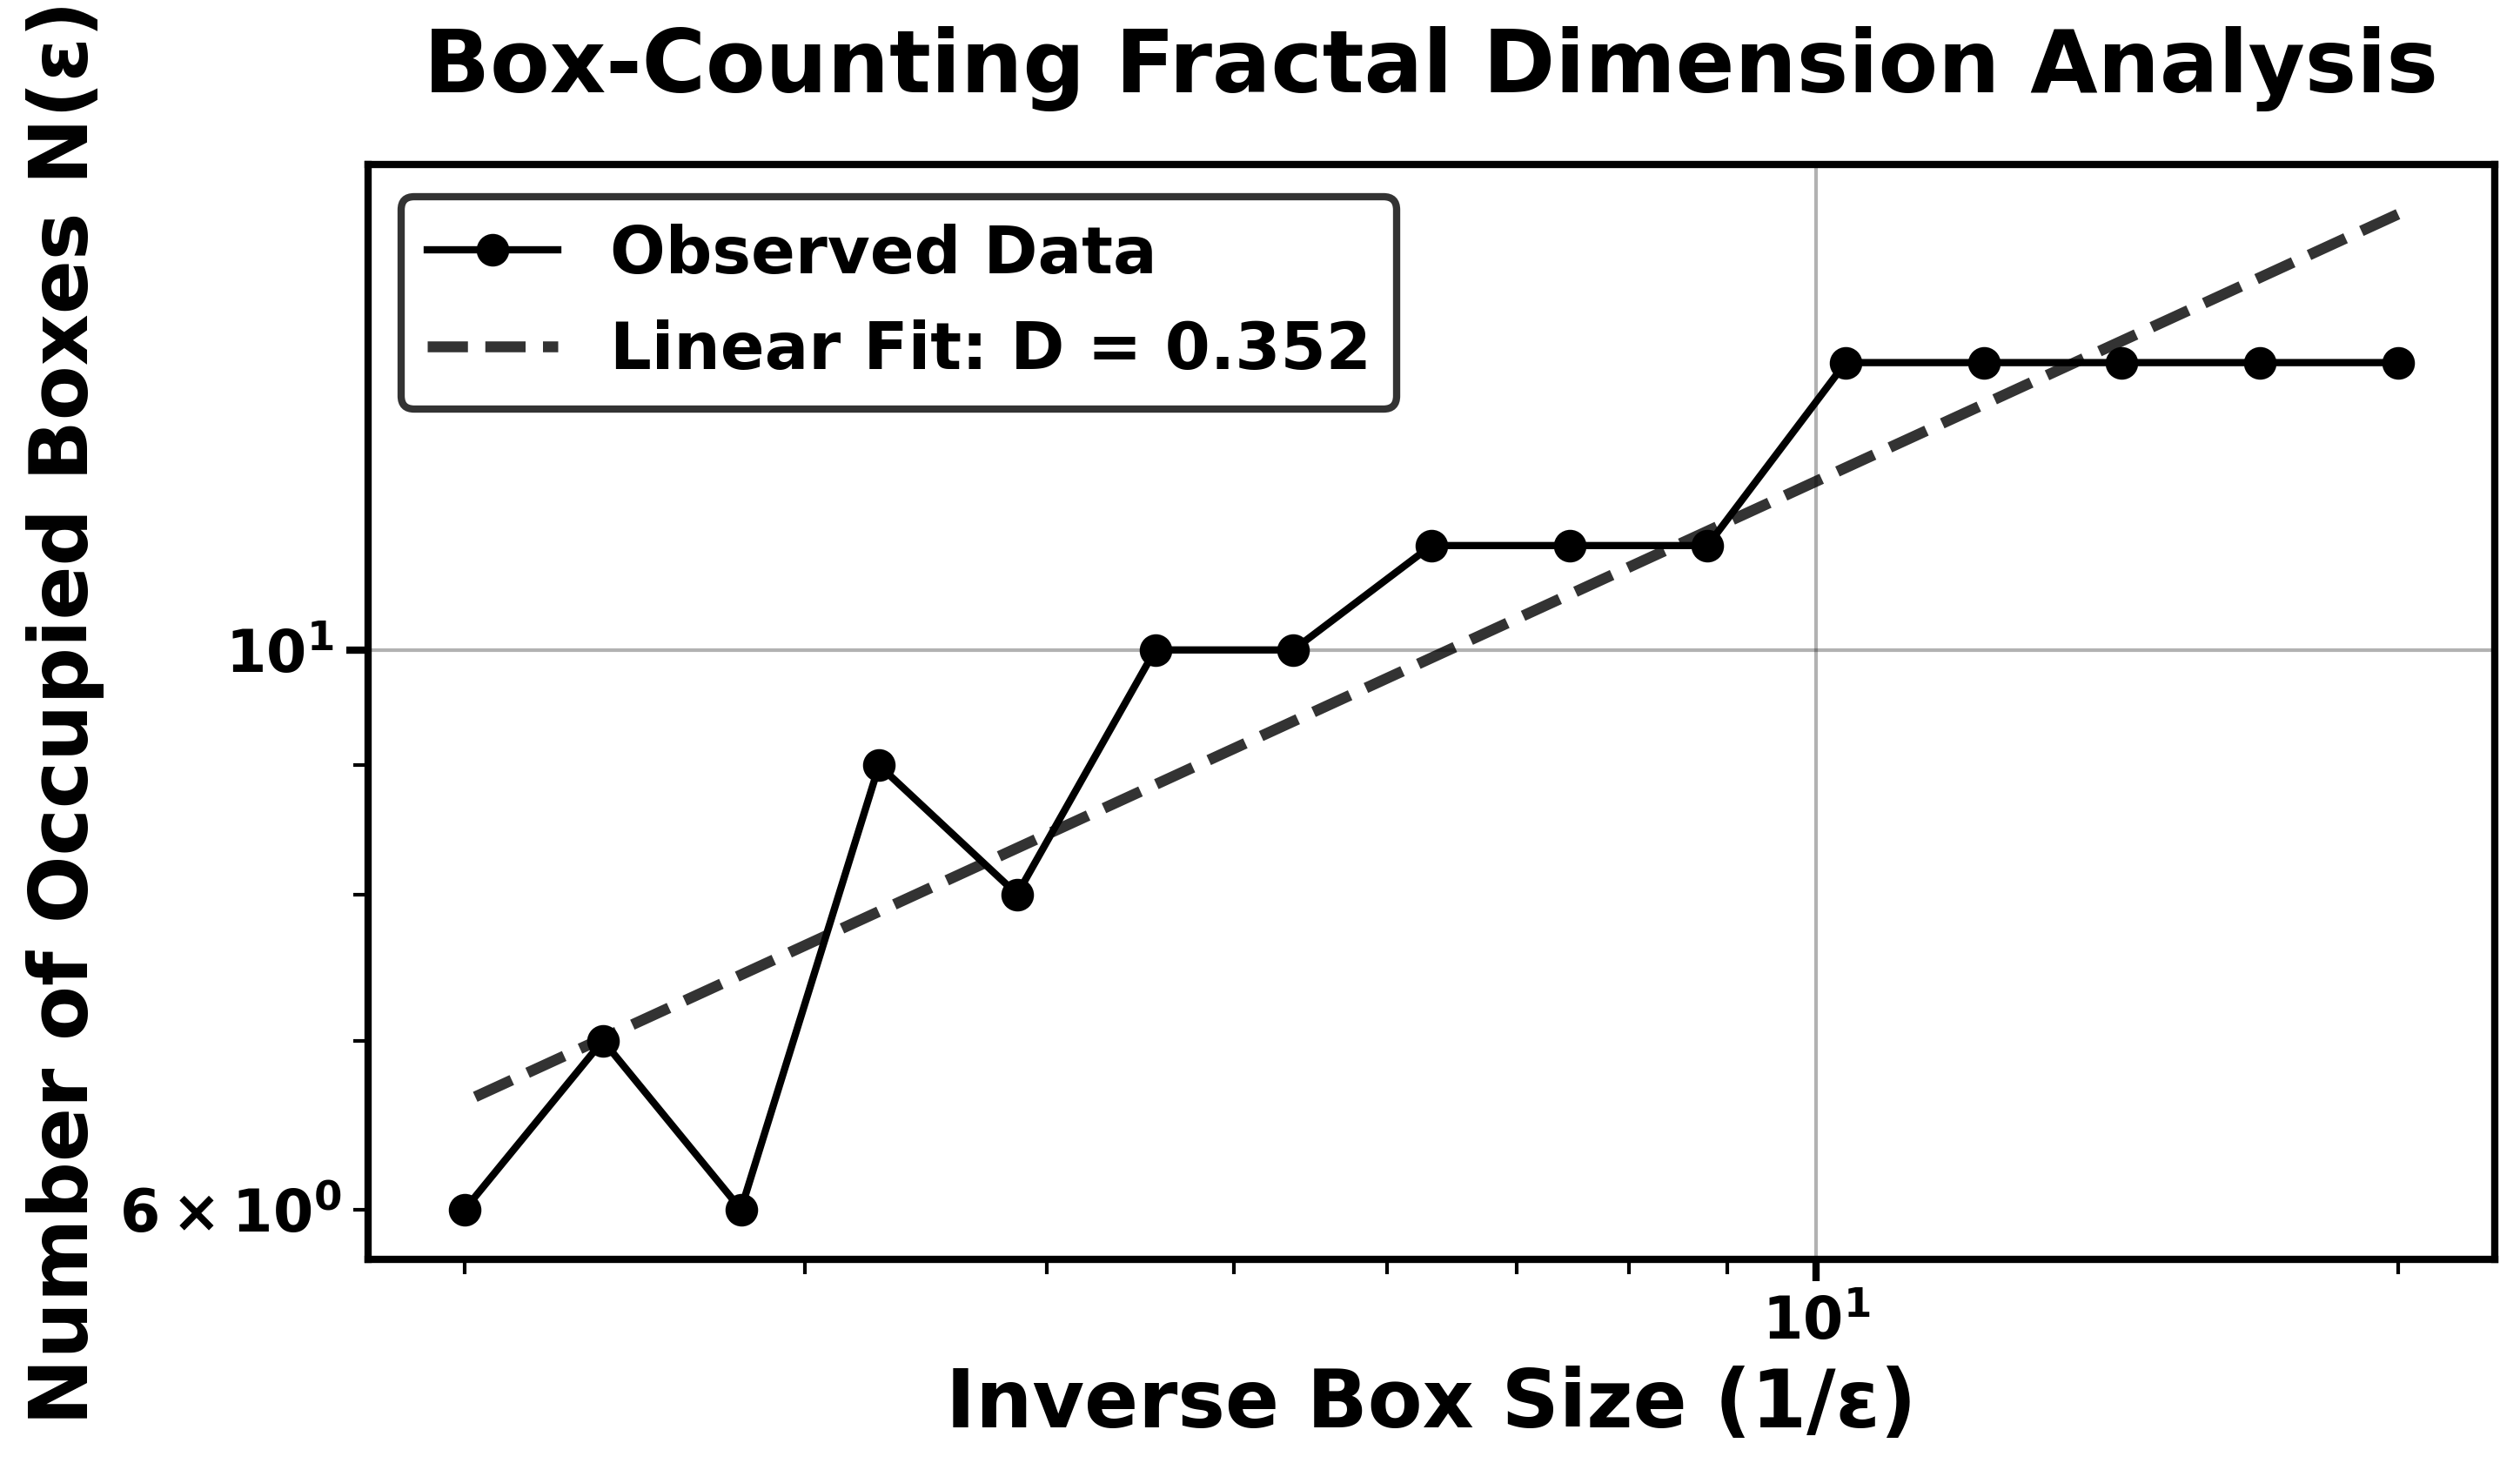 Box-Counting Fractal Dimension Analysis
Number of Occupied Boxes N(ε)
Observed Data
Linear Fit: D = 0.352
10¹
6 × 10⁰
10¹
Inverse Box Size (1/ε)